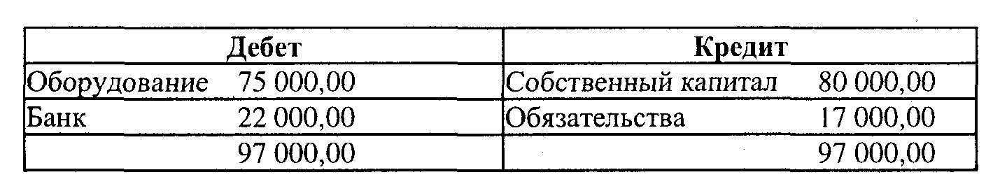 Дебет Кредит
Оборудование 75 000,00 Собственный капитал 80 000,00
Банк 22 000,00 Обязательства 17 000,00
97 000,00 97 000,00